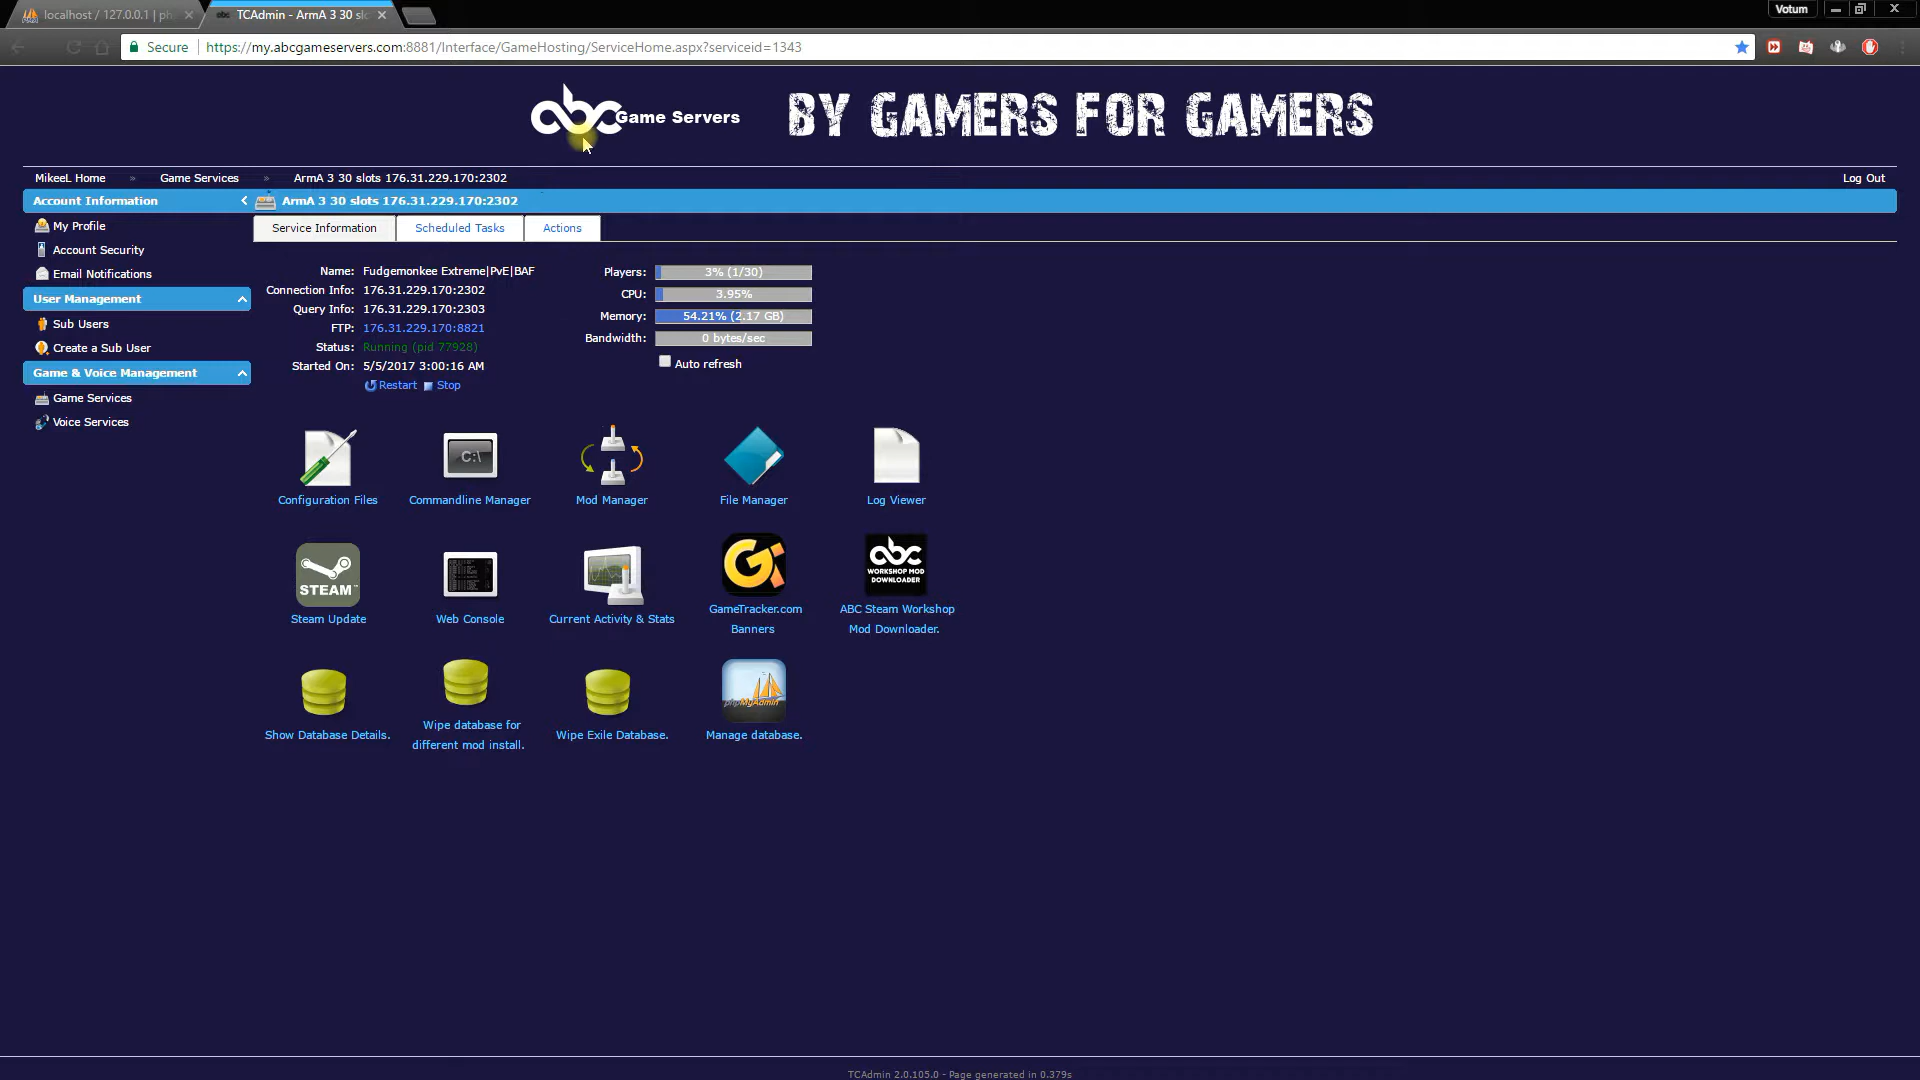 localhost / 127.0.0.1 | ph
TCAdmin - ArmA 3 30 slo
Votum
Secure
https://my.abcgameservers.com:8881/Interface/GameHosting/ServiceHome.aspx?serviceid=1343
abc Game Servers
BY GAMERS FOR GAMERS
MikeeL Home » Game Services » ArmA 3 30 slots 176.31.229.170:2302
Log Out
Account Information
ArmA 3 30 slots 176.31.229.170:2302
My Profile
Account Security
Email Notifications
User Management
Sub Users
Create a Sub User
Game & Voice Management
Game Services
Voice Services
Service Information
Scheduled Tasks
Actions
Name: Fudgemonkee Extreme|PvE|BAF
Connection Info: 176.31.229.170:2302
Query Info: 176.31.229.170:2303
FTP: 176.31.229.170:8821
Status: Running (pid 77928)
Started On: 5/5/2017 3:00:16 AM
Restart Stop
Players: 3% (1/30)
CPU: 3.95%
Memory: 54.21% (2.17 GB)
Bandwidth: 0 bytes/sec
Auto refresh
C:\
Configuration Files
Commandline Manager
Mod Manager
File Manager
Log Viewer
STEAM
abc
WORKSHOP MOD
DOWNLOADER
Steam Update
Web Console
Current Activity & Stats
GameTracker.com
Banners
ABC Steam Workshop
Mod Downloader.
phpMyAdmin
Show Database Details.
Wipe database for
different mod install.
Wipe Exile Database.
Manage database.
TCAdmin 2.0.105.0 - Page generated in 0.379s